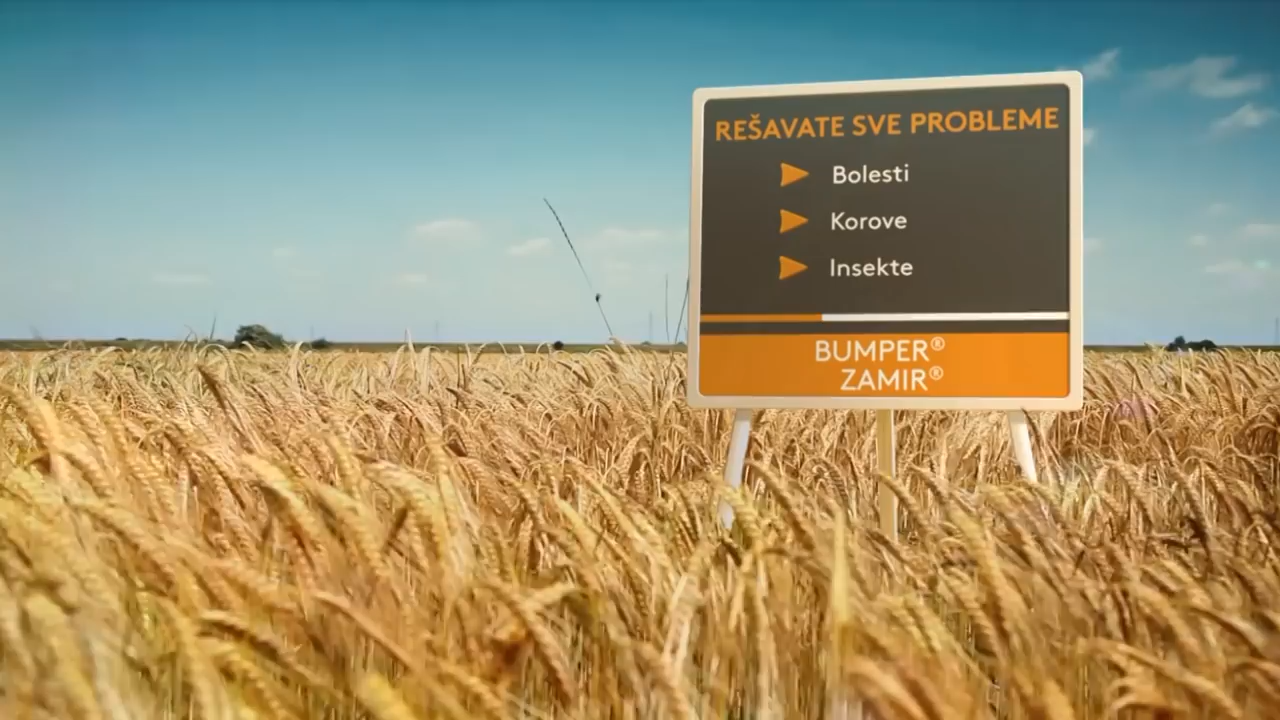 REŠAVATE SVE PROBLEME
Bolesti
Korove
Insekte
BUMPER®
ZAMIR®